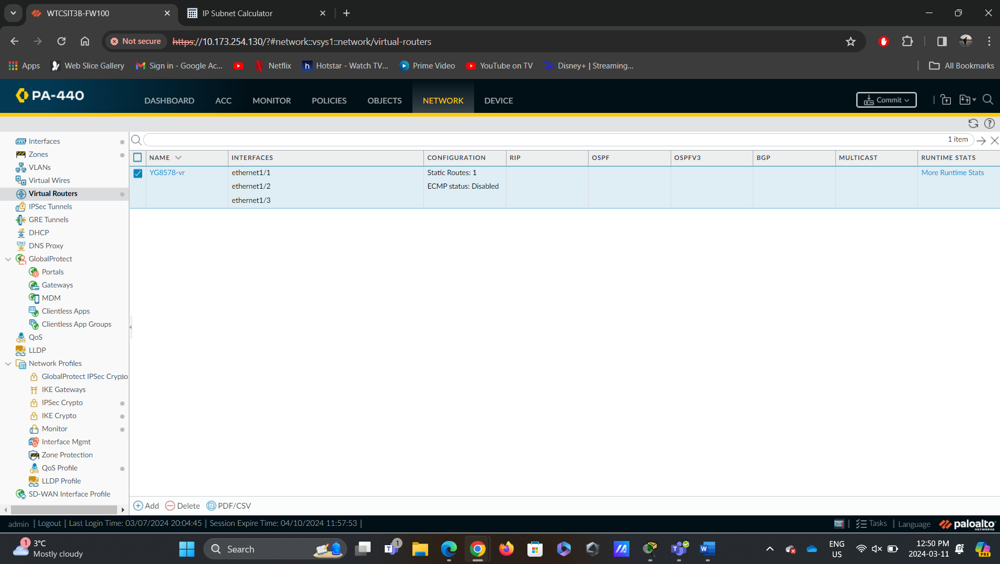 WTCSIT3B-FW100
IP Subnet Calculator
Not secure
https://10.173.254.130/?#network::vsys1::network/virtual-routers
Apps
Web Slice Gallery
Sign in - Google Ac...
Netflix
h Hotstar - Watch TV...
Prime Video
YouTube on TV
Disney+ | Streaming...
All Bookmarks
PA-440
DASHBOARD
ACC
MONITOR
POLICIES
OBJECTS
NETWORK
DEVICE
Commit
Interfaces
Zones
VLANs
Virtual Wires
Virtual Routers
IPSec Tunnels
GRE Tunnels
DHCP
DNS Proxy
GlobalProtect
Portals
Gateways
MDM
Clientless Apps
Clientless App Groups
QoS
LLDP
Network Profiles
GlobalProtect IPSec Crypto
IKE Gateways
IPSec Crypto
IKE Crypto
Monitor
Interface Mgmt
Zone Protection
QoS Profile
LLDP Profile
SD-WAN Interface Profile
1 item
NAME INTERFACES CONFIGURATION RIP OSPF OSPFV3 BGP MULTICAST RUNTIME STATS
YG8578-vr ethernet1/1 Static Routes: 1 More Runtime Stats
ethernet1/2 ECMP status: Disabled
ethernet1/3
Add Delete PDF/CSV
admin | Logout | Last Login Time: 03/07/2024 20:04:45 | Session Expire Time: 04/10/2024 11:57:53 |
Tasks | Language paloalto NETWORKS
1 3°C
Mostly cloudy
Search
1
ENG
US
12:50 PM
2024-03-11
PRE